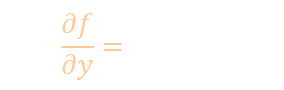 ∂f/∂y =